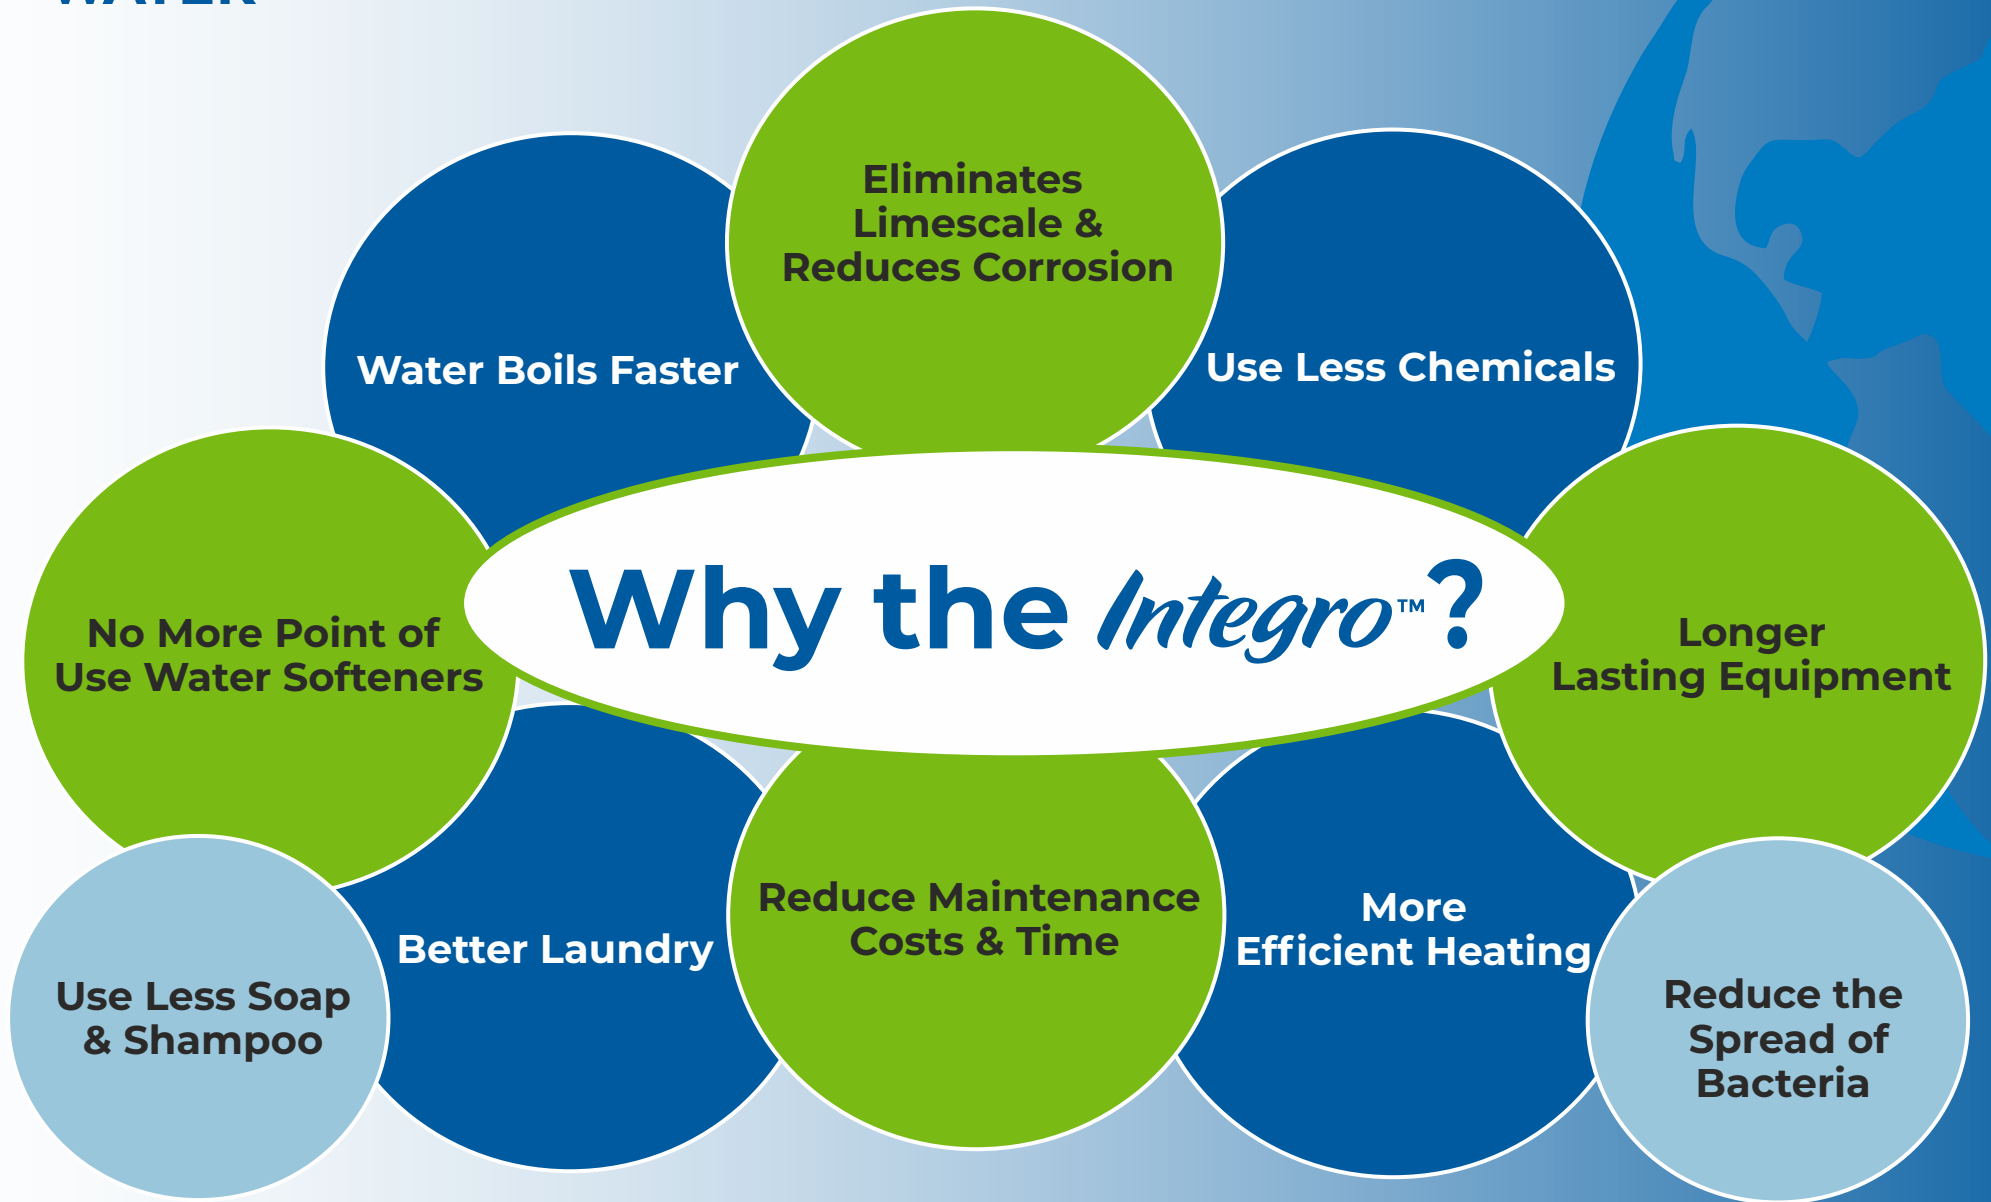 WATER
Eliminates
Limescale &
Reduces Corrosion
Water Boils Faster
Use Less Chemicals
Why the Integro™?
No More Point of
Use Water Softeners
Longer
Lasting Equipment
Better Laundry
Reduce Maintenance
Costs & Time
More
Efficient Heating
Use Less Soap
& Shampoo
Reduce the
Spread of
Bacteria